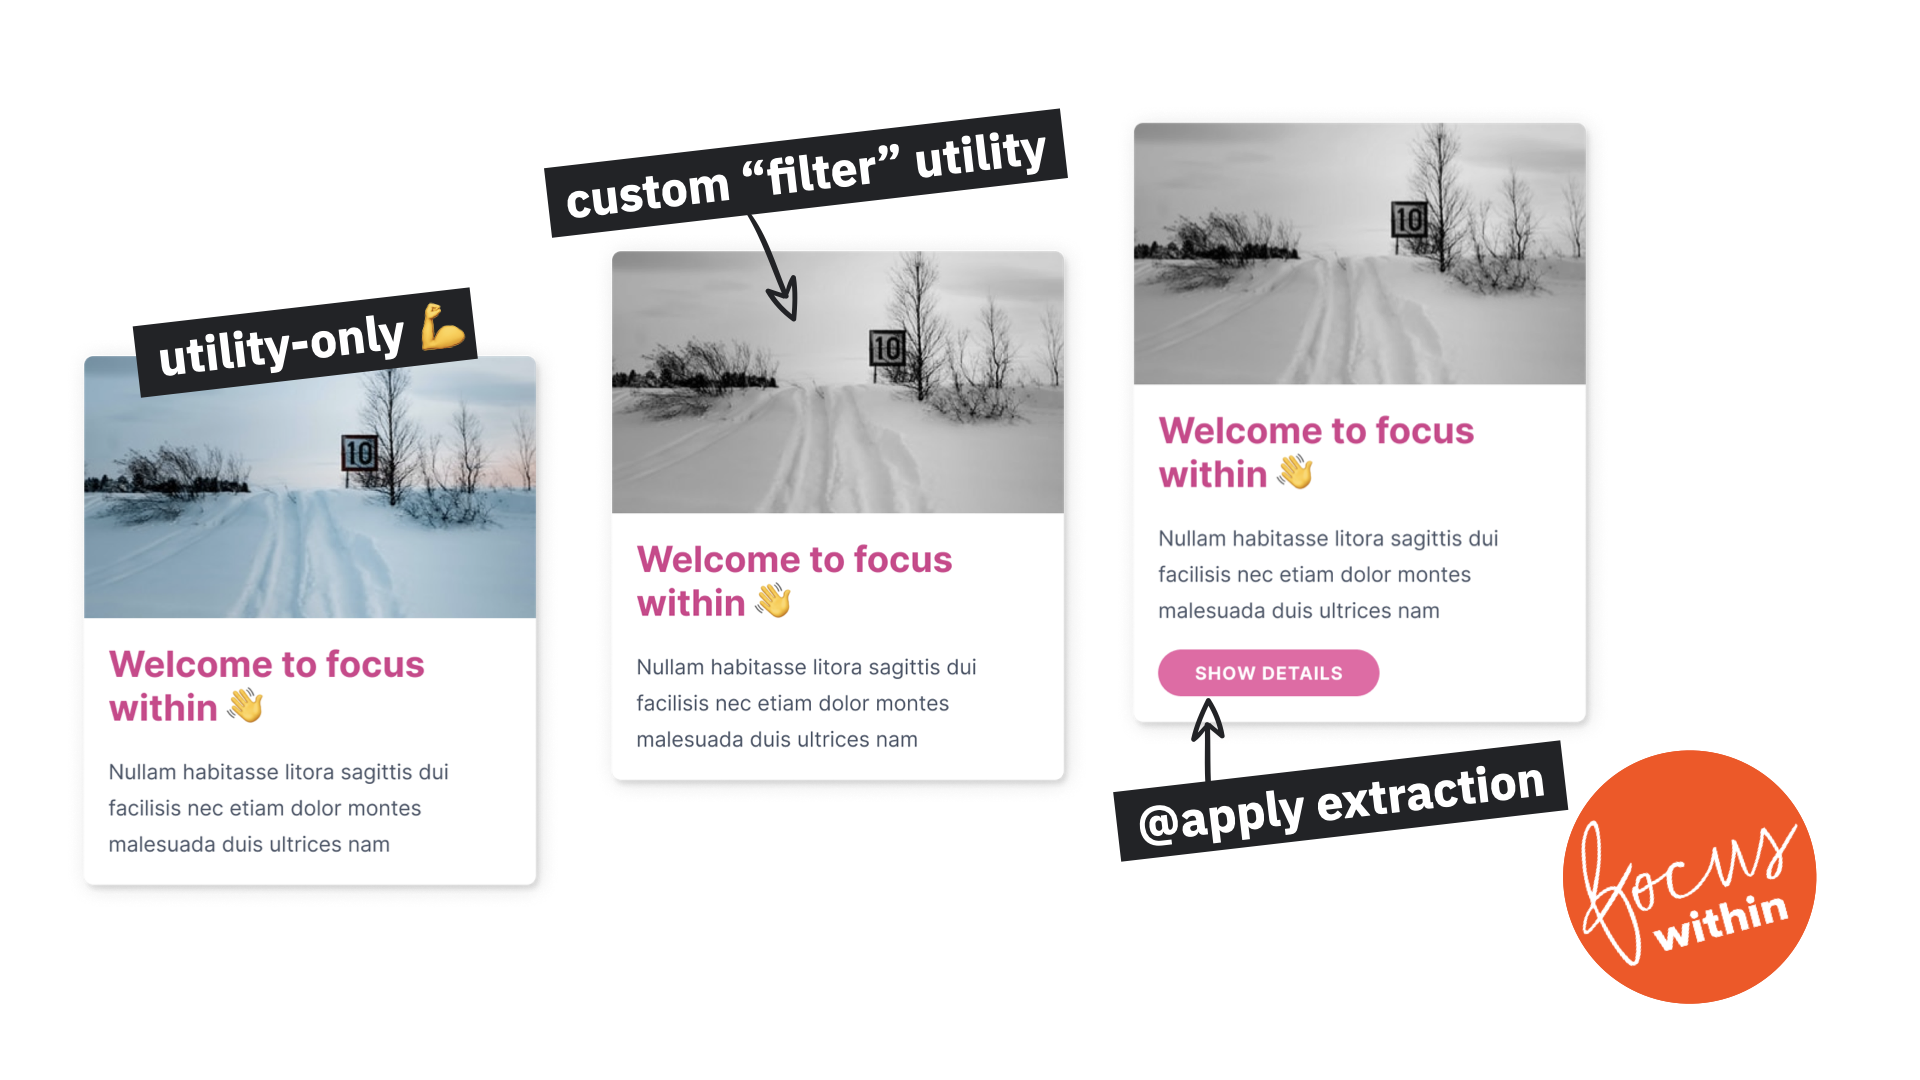 utility-only 💪
10
Welcome to focus
within 👋
Nullam habitasse litora sagittis dui
facilisis nec etiam dolor montes
malesuada duis ultrices nam
custom “filter” utility
10
Welcome to focus
within 👋
Nullam habitasse litora sagittis dui
facilisis nec etiam dolor montes
malesuada duis ultrices nam
10
Welcome to focus
within 👋
Nullam habitasse litora sagittis dui
facilisis nec etiam dolor montes
malesuada duis ultrices nam
SHOW DETAILS
@apply extraction
focus
within